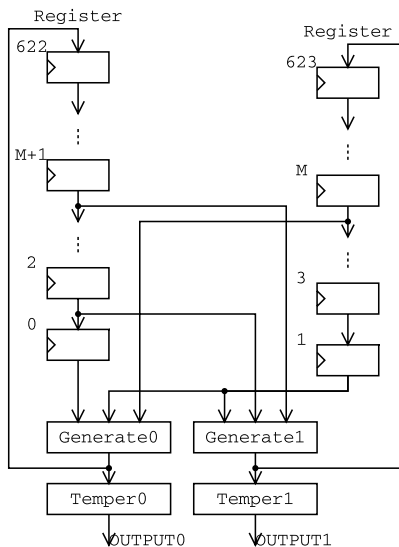 Register
622
Register
623
M+1
M
2
3
0
1
Generate0
Generate1
Temper0
Temper1
OUTPUT0
OUTPUT1